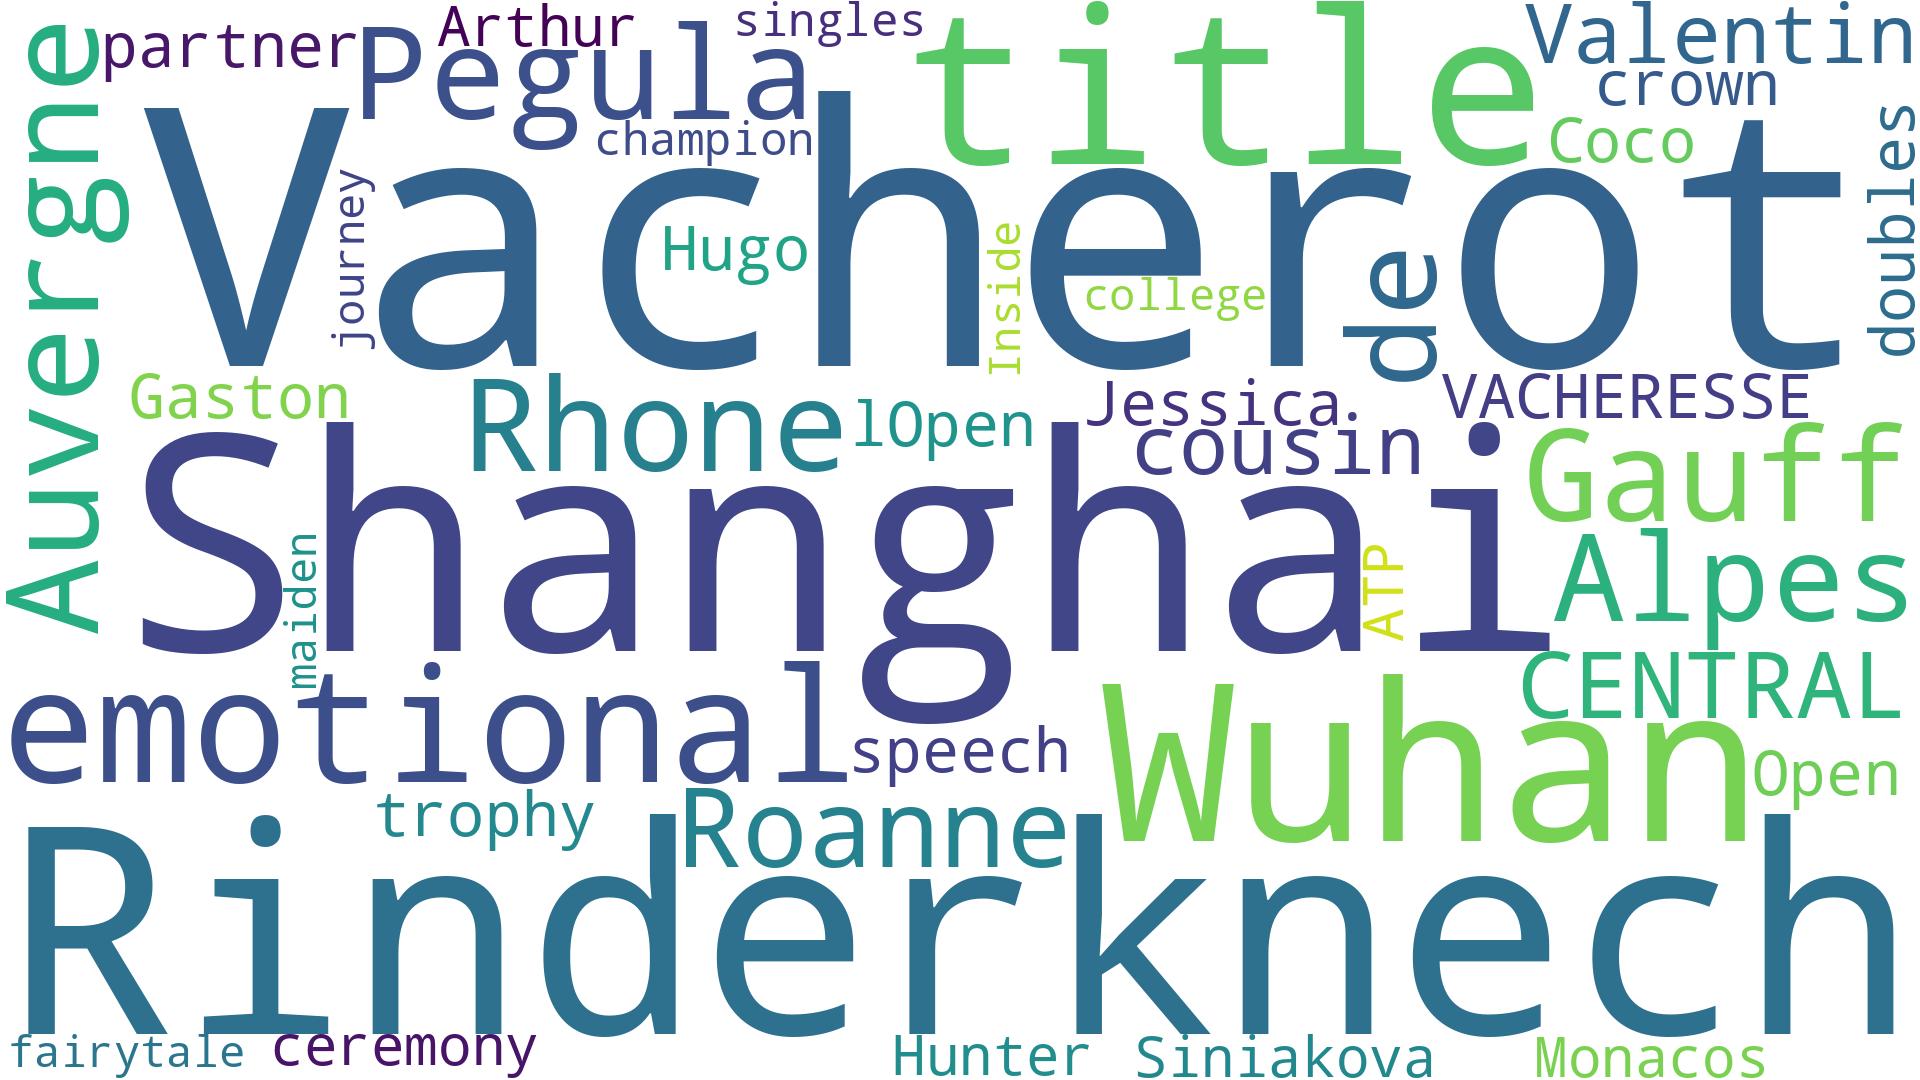 partner
Arthur
singles
title
Valentin
Pegula
crown
champion
Coco
Auvergne
Vacherot
doubles
journey
Hugo
Inside
college
de
Gaston
Rhone
lOpen
Jessica
VACHERESSE
cousin
Shanghai
Gauff
maiden
ATP
Alpes
CENTRAL
emotional
speech
Wuhan
Open
trophy
Roanne
Rinderknech
fairytale
ceremony
Hunter
Siniakova
Monacos